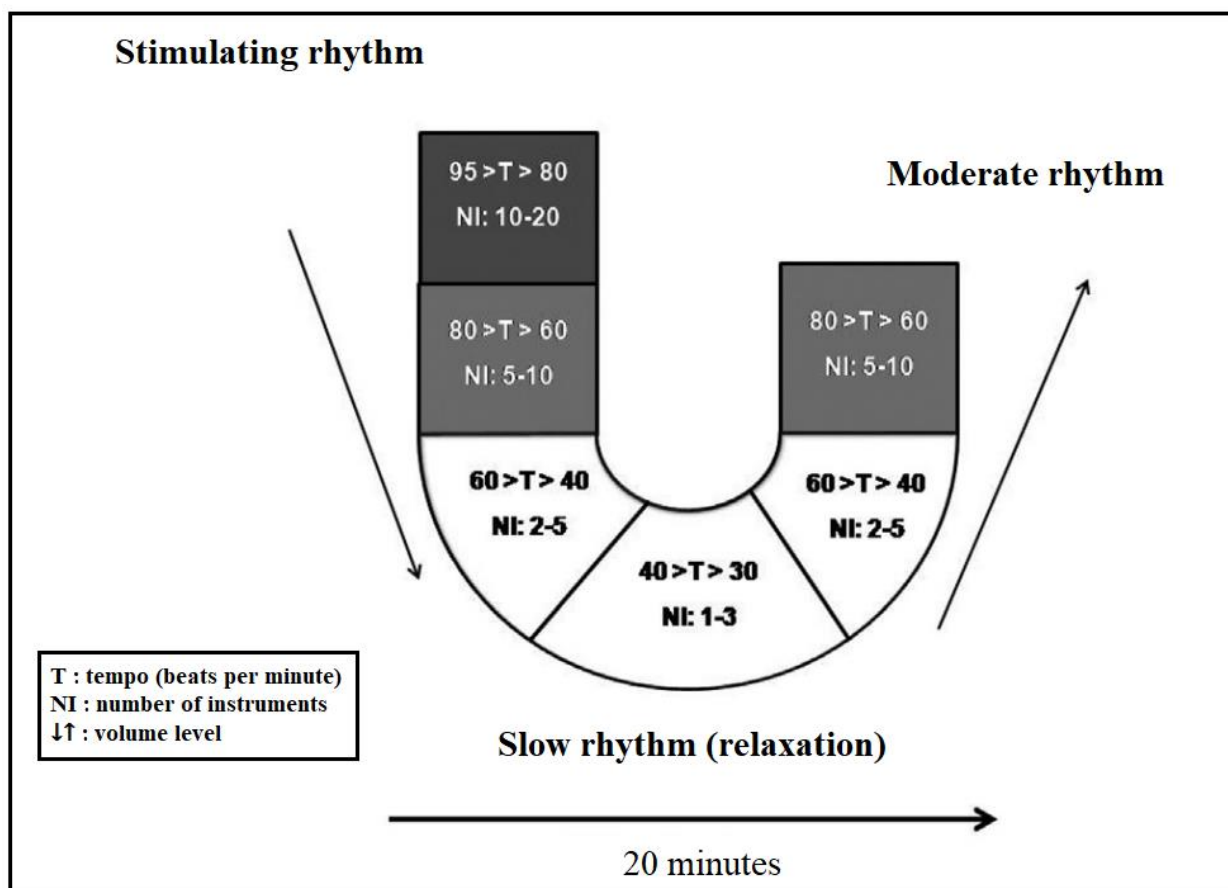 Stimulating rhythm
95 >T > 80
NI: 10-20
Moderate rhythm
80 >T > 60
NI: 5-10
80 >T > 60
NI: 5-10
60 >T > 40
NI: 2-5
60 >T > 40
NI: 2-5
40 >T > 30
NI: 1-3
T : tempo (beats per minute)
NI : number of instruments
↓↑ : volume level
Slow rhythm (relaxation)
20 minutes